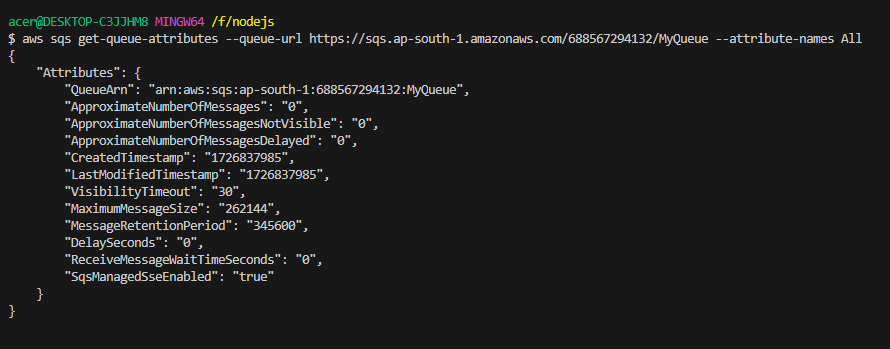 acer@DESKTOP-C3JJHM8 MINGW64 /f/nodejs
$ aws sqs get-queue-attributes --queue-url https://sqs.ap-south-1.amazonaws.com/688567294132/MyQueue --attribute-names All
{
    "Attributes": {
        "QueueArn": "arn:aws:sqs:ap-south-1:688567294132:MyQueue",
        "ApproximateNumberOfMessages": "0",
        "ApproximateNumberOfMessagesNotVisible": "0",
        "ApproximateNumberOfMessagesDelayed": "0",
        "CreatedTimestamp": "1726837985",
        "LastModifiedTimestamp": "1726837985",
        "VisibilityTimeout": "30",
        "MaximumMessageSize": "262144",
        "MessageRetentionPeriod": "345600",
        "DelaySeconds": "0",
        "ReceiveMessageWaitTimeSeconds": "0",
        "SqsManagedSseEnabled": "true"
    }
}